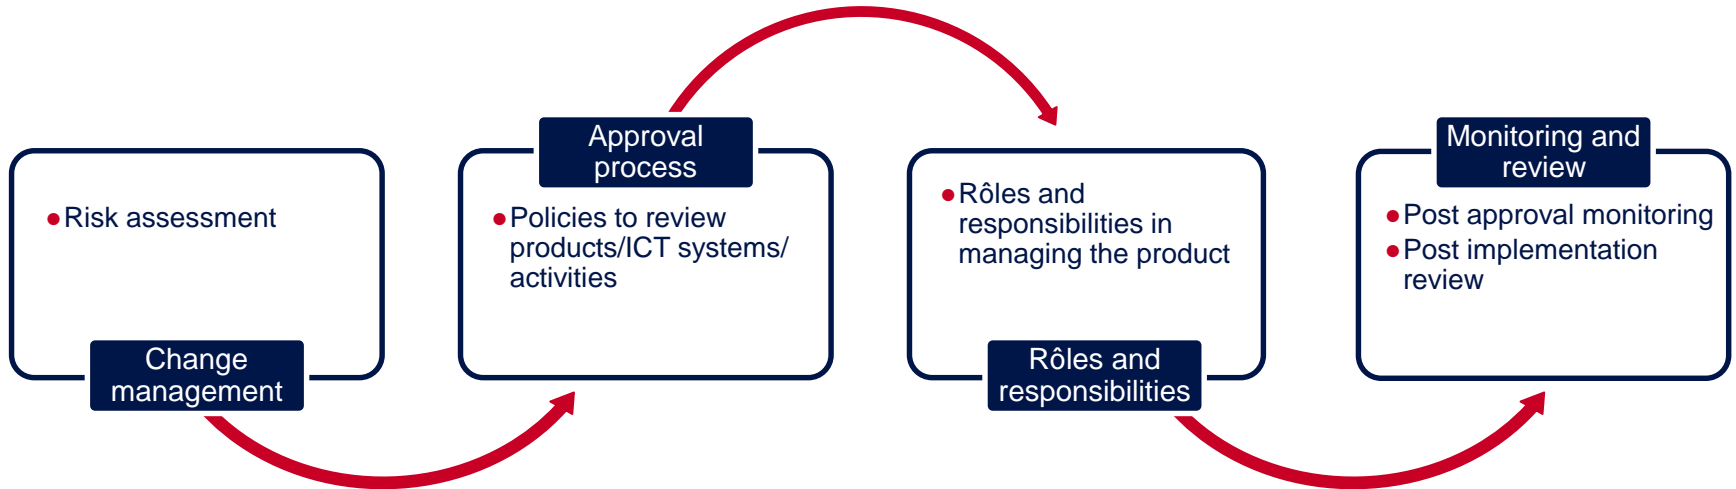 ● Risk assessment
Change
management
Approval
process
● Policies to review
products/ICT systems/
activities
● Rôles and
responsibilities in
managing the product
Rôles and
responsibilities
Monitoring and
review
● Post approval monitoring
● Post implementation
review